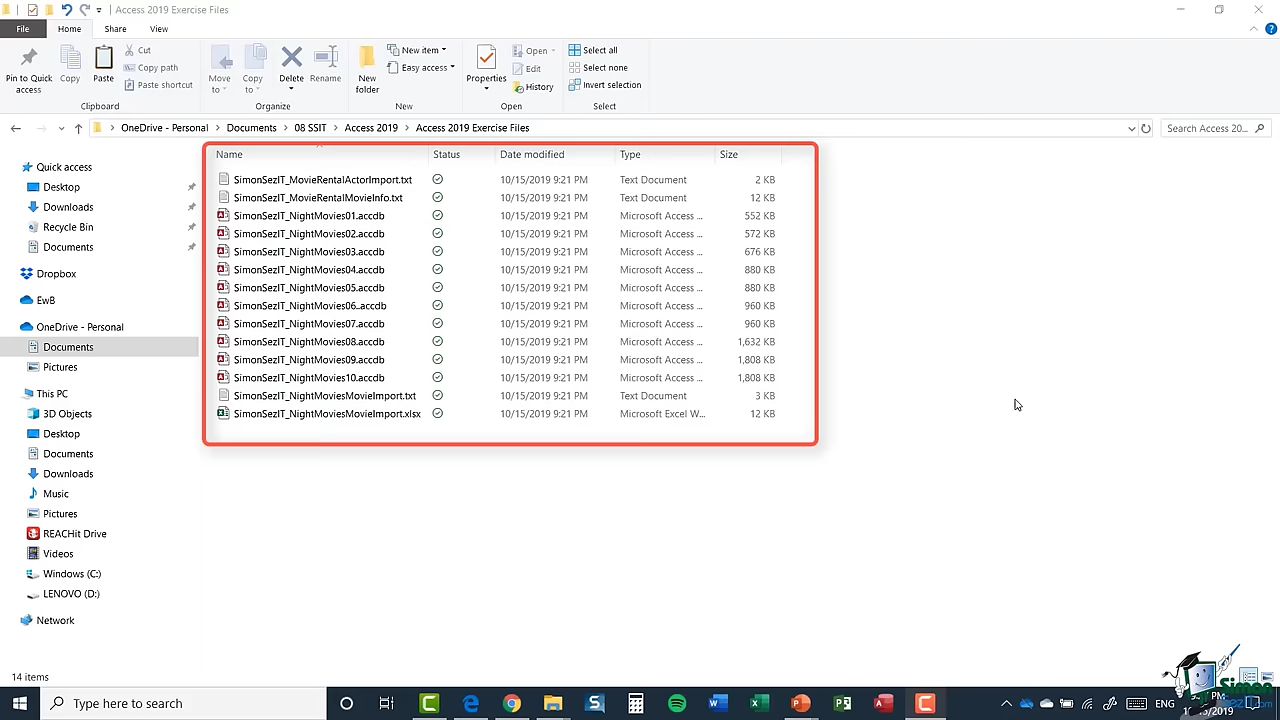 Access 2019 Exercise Files
File Home Share View
Pin to Quick access
Copy
Paste
Cut
Copy path
Paste shortcut
Clipboard
Move to
Copy to
Delete
Rename
Organize
New folder
New item
Easy access
New
Properties
Open
Edit
History
Open
Select all
Select none
Invert selection
Select
OneDrive - Personal > Documents > 08 SSIT > Access 2019 > Access 2019 Exercise Files
Search Access 20...
Name Status Date modified Type Size
SimonSezIT_MovieRentalActorImport.txt 10/15/2019 9:21 PM Text Document 2 KB
SimonSezIT_MovieRentalMovieInfo.txt 10/15/2019 9:21 PM Text Document 12 KB
SimonSezIT_NightMovies01.accdb 10/15/2019 9:21 PM Microsoft Access ... 552 KB
SimonSezIT_NightMovies02.accdb 10/15/2019 9:21 PM Microsoft Access ... 572 KB
SimonSezIT_NightMovies03.accdb 10/15/2019 9:21 PM Microsoft Access ... 676 KB
SimonSezIT_NightMovies04.accdb 10/15/2019 9:21 PM Microsoft Access ... 880 KB
SimonSezIT_NightMovies05.accdb 10/15/2019 9:21 PM Microsoft Access ... 880 KB
SimonSezIT_NightMovies06..accdb 10/15/2019 9:21 PM Microsoft Access ... 960 KB
SimonSezIT_NightMovies07.accdb 10/15/2019 9:21 PM Microsoft Access ... 960 KB
SimonSezIT_NightMovies08.accdb 10/15/2019 9:21 PM Microsoft Access ... 1,632 KB
SimonSezIT_NightMovies09.accdb 10/15/2019 9:21 PM Microsoft Access ... 1,808 KB
SimonSezIT_NightMovies10.accdb 10/15/2019 9:21 PM Microsoft Access ... 1,808 KB
SimonSezIT_NightMoviesMovieImport.txt 10/15/2019 9:21 PM Text Document 3 KB
SimonSezIT_NightMoviesMovieImport.xlsx 10/15/2019 9:21 PM Microsoft Excel W... 12 KB
Quick access
Desktop
Downloads
Recycle Bin
Documents
Dropbox
EwB
OneDrive - Personal
Documents
Pictures
This PC
3D Objects
Desktop
Documents
Downloads
Music
Pictures
REACHit Drive
Videos
Windows (C:)
LENOVO (D:)
Network
14 items
Type here to search
ENG